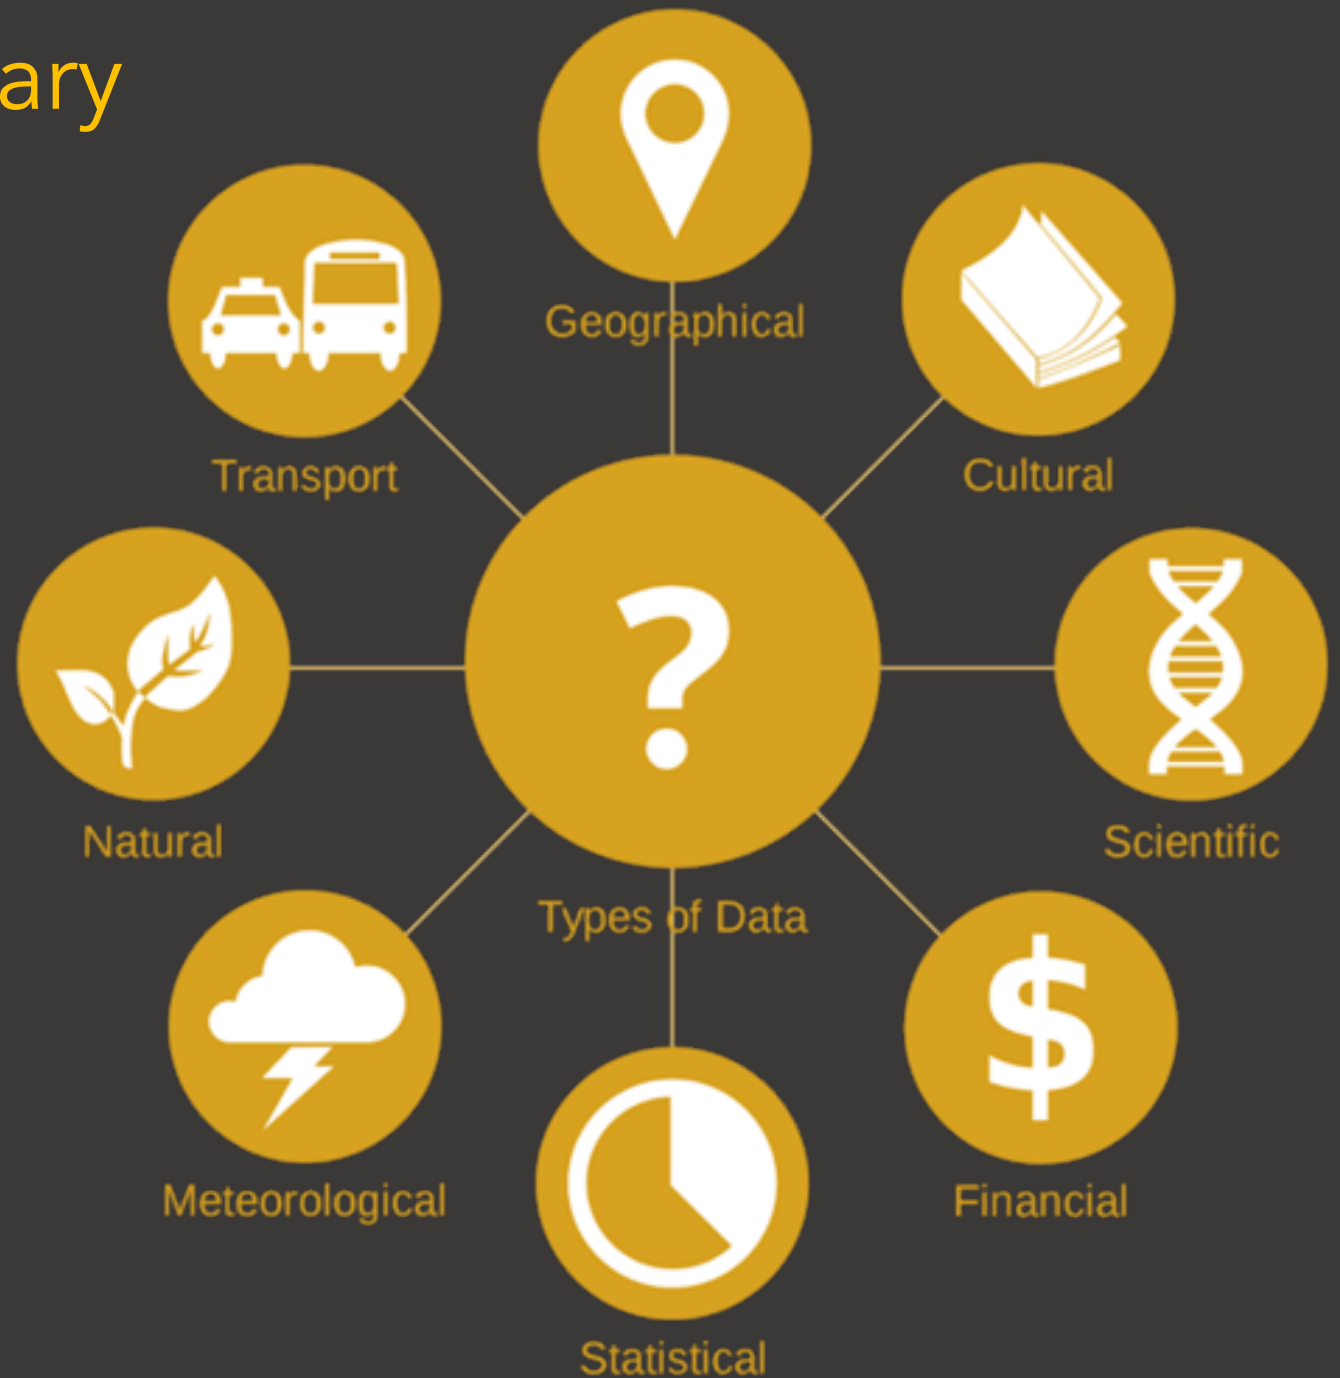 ary
Geographical
Transport
Cultural
?
Natural
Scientific
Types of Data
$
Meteorological
Financial
Statistical